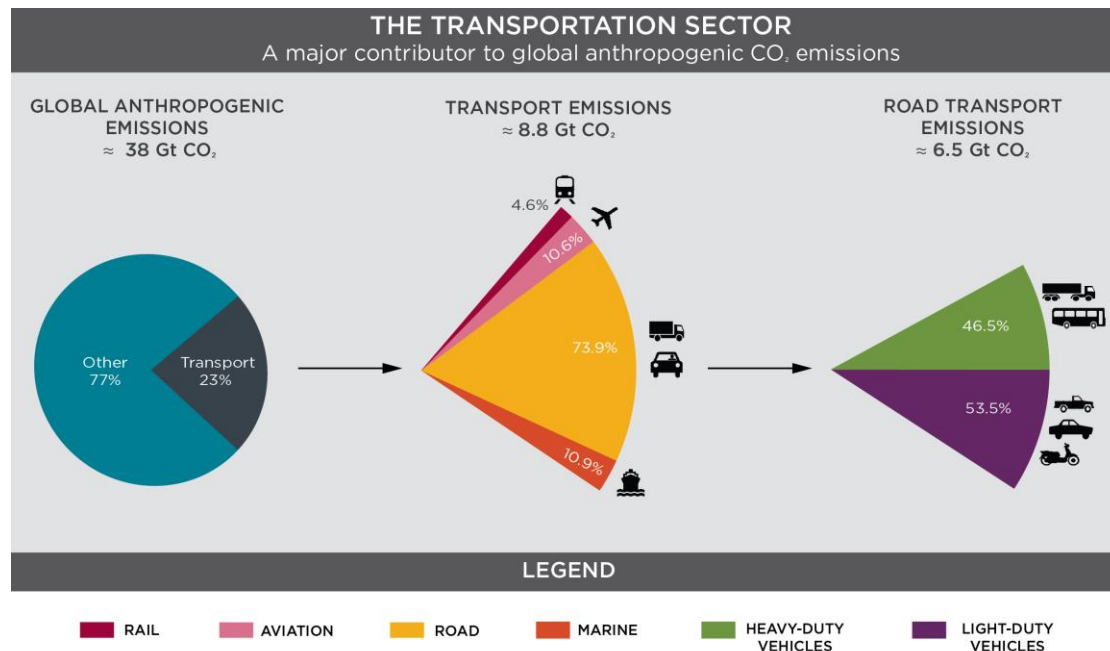 THE TRANSPORTATION SECTOR
A major contributor to global anthropogenic CO₂ emissions
GLOBAL ANTHROPOGENIC
EMISSIONS
≈ 38 Gt CO₂
Other
77%
Transport
23%
TRANSPORT EMISSIONS
≈ 8.8 Gt CO₂
4.6%
10.6%
73.9%
10.9%
ROAD TRANSPORT
EMISSIONS
≈ 6.5 Gt CO₂
46.5%
53.5%
LEGEND
RAIL
AVIATION
ROAD
MARINE
HEAVY-DUTY
VEHICLES
LIGHT-DUTY
VEHICLES